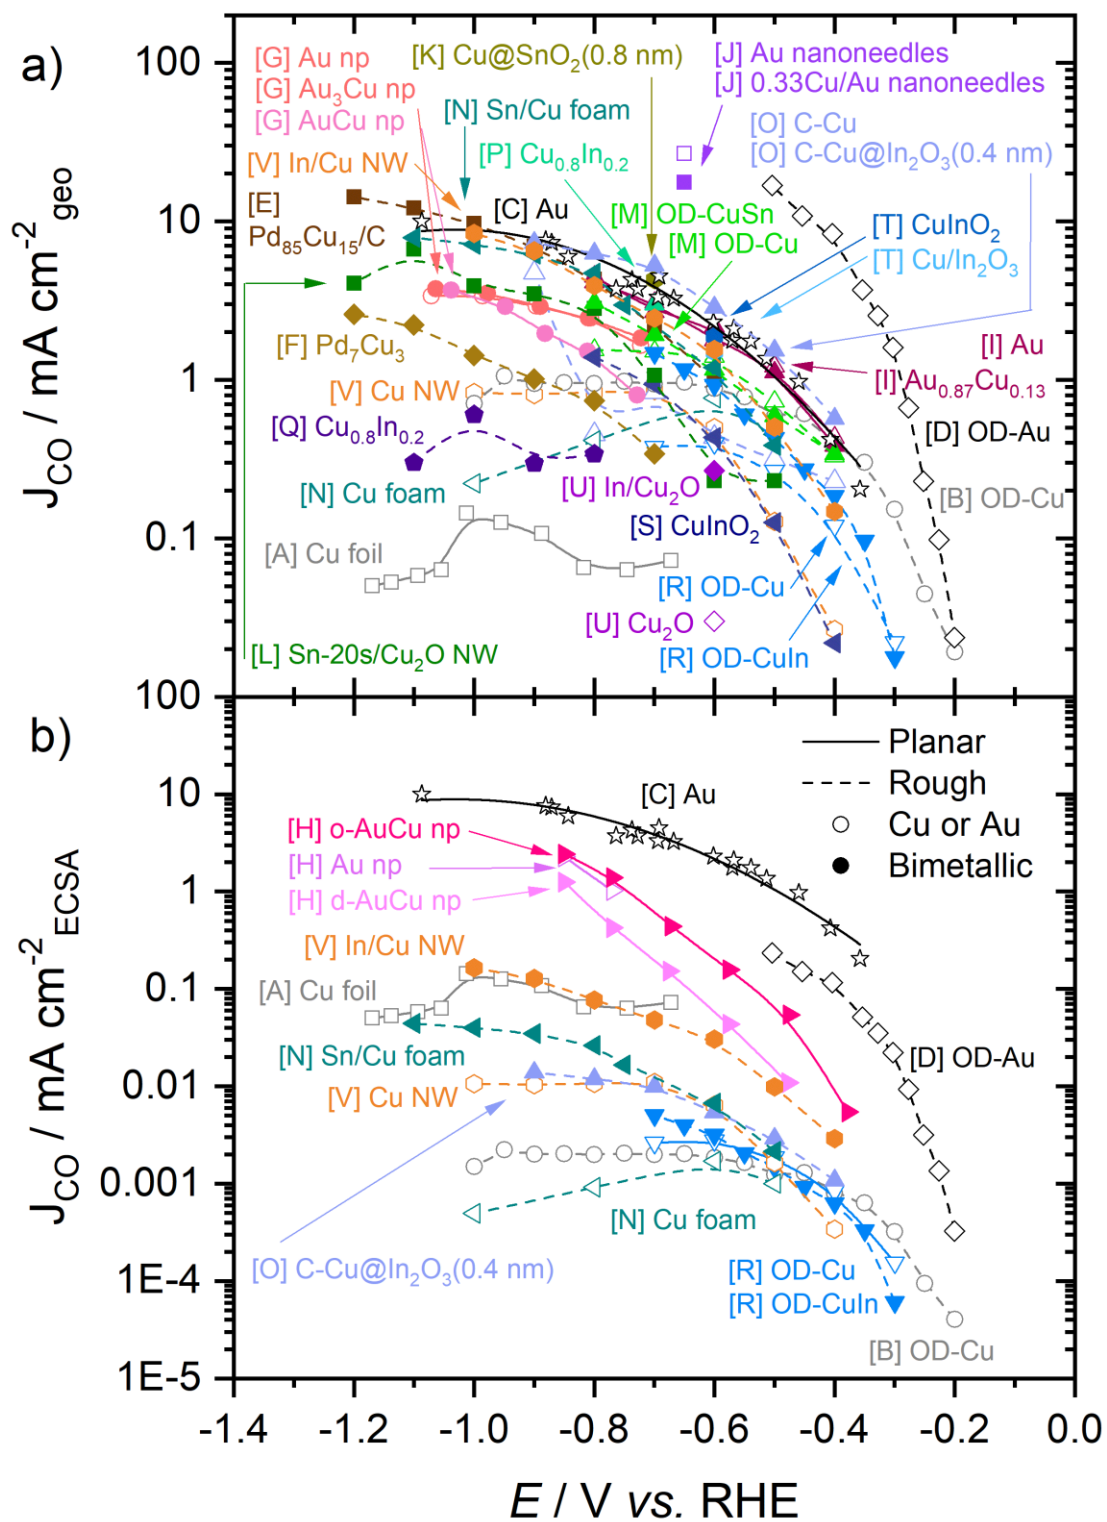 a)
100
10
1
0.1
J_CO / mA cm⁻²_geo
[G] Au np
[G] Au₃Cu np
[G] AuCu np
[K] Cu@SnO₂(0.8 nm)
[J] Au nanoneedles
[J] 0.33Cu/Au nanoneedles
[N] Sn/Cu foam
[O] C-Cu
[O] C-Cu@In₂O₃(0.4 nm)
[V] In/Cu NW
[P] Cu₀.₈In₀.₂
[E]
Pd₈₅Cu₁₅/C
[C] Au
[M] OD-CuSn
[M] OD-Cu
[T] CuInO₂
[T] Cu/In₂O₃
[F] Pd₇Cu₃
[I] Au
[I] Au₀.₈₇Cu₀.₁₃
[V] Cu NW
[Q] Cu₀.₈In₀.₂
[D] OD-Au
[N] Cu foam
[U] In/Cu₂O
[B] OD-Cu
[S] CuInO₂
[A] Cu foil
[R] OD-Cu
[U] Cu₂O
[L] Sn-20s/Cu₂O NW
[R] OD-CuIn
b)
100
10
1
0.1
0.01
0.001
1E-4
1E-5
J_CO / mA cm⁻²_ECSA
Planar
Rough
Cu or Au
Bimetallic
[C] Au
[H] o-AuCu np
[H] Au np
[H] d-AuCu np
[V] In/Cu NW
[A] Cu foil
[N] Sn/Cu foam
[D] OD-Au
[V] Cu NW
[N] Cu foam
[O] C-Cu@In₂O₃(0.4 nm)
[R] OD-Cu
[R] OD-CuIn
[B] OD-Cu
-1.4 -1.2 -1.0 -0.8 -0.6 -0.4 -0.2 0.0
E / V vs. RHE